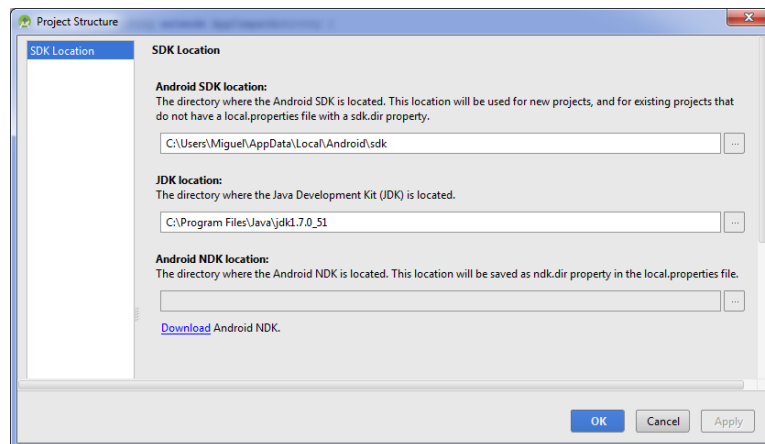 Project Structure
SDK Location
SDK Location
Android SDK location:
The directory where the Android SDK is located. This location will be used for new projects, and for existing projects that
do not have a local.properties file with a sdk.dir property.
C:\Users\Miguel\AppData\Local\Android\sdk
...
JDK location:
The directory where the Java Development Kit (JDK) is located.
C:\Program Files\Java\jdk1.7.0_51
...
Android NDK location:
The directory where the Android NDK is located. This location will be saved as ndk.dir property in the local.properties file.
...
Download Android NDK.
OK
Cancel
Apply